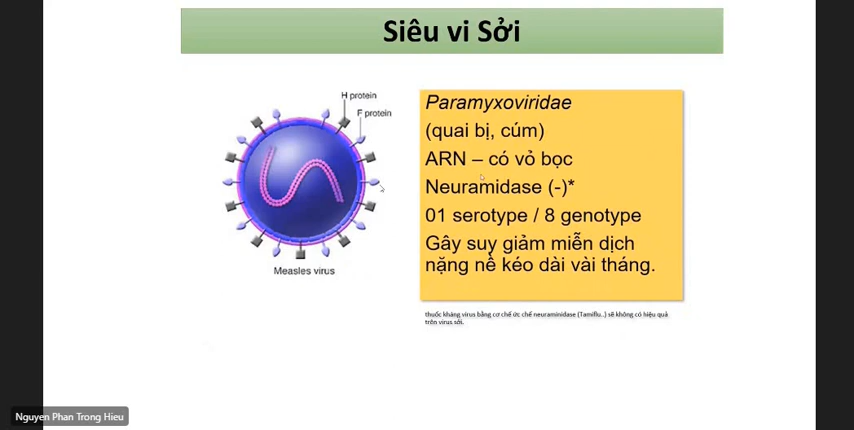 Siêu vi Sởi
H protein
F protein
Measles virus
Paramyxoviridae
(quai bị, cúm)
ARN – có vỏ bọc
Neuramidase (-)*
01 serotype / 8 genotype
Gây suy giảm miễn dịch
nặng nề kéo dài vài tháng.
thuốc kháng virus bằng cơ chế ức chế neuraminidase (Tamiflu..) sẽ không có hiệu quả
trên virus sởi.
Nguyen Phan Trong Hieu